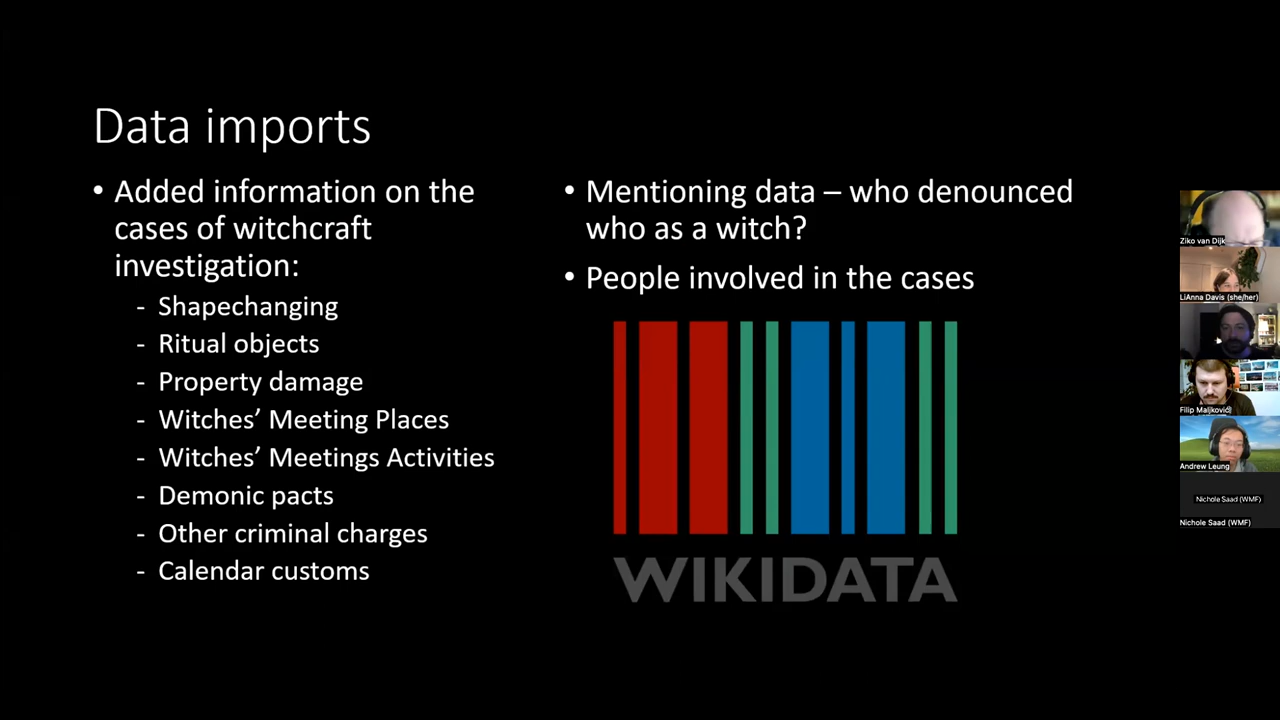 Data imports
• Added information on the
cases of witchcraft
investigation:
- Shapechanging
- Ritual objects
- Property damage
- Witches’ Meeting Places
- Witches’ Meetings Activities
- Demonic pacts
- Other criminal charges
- Calendar customs
• Mentioning data – who denounced
who as a witch?
• People involved in the cases
WIKIDATA
Ziko van Dijk
LiAnna Davis (she/her)
Filip Maljković
Andrew Leung
Nichole Saad (WMF)
Nichole Saad (WMF)